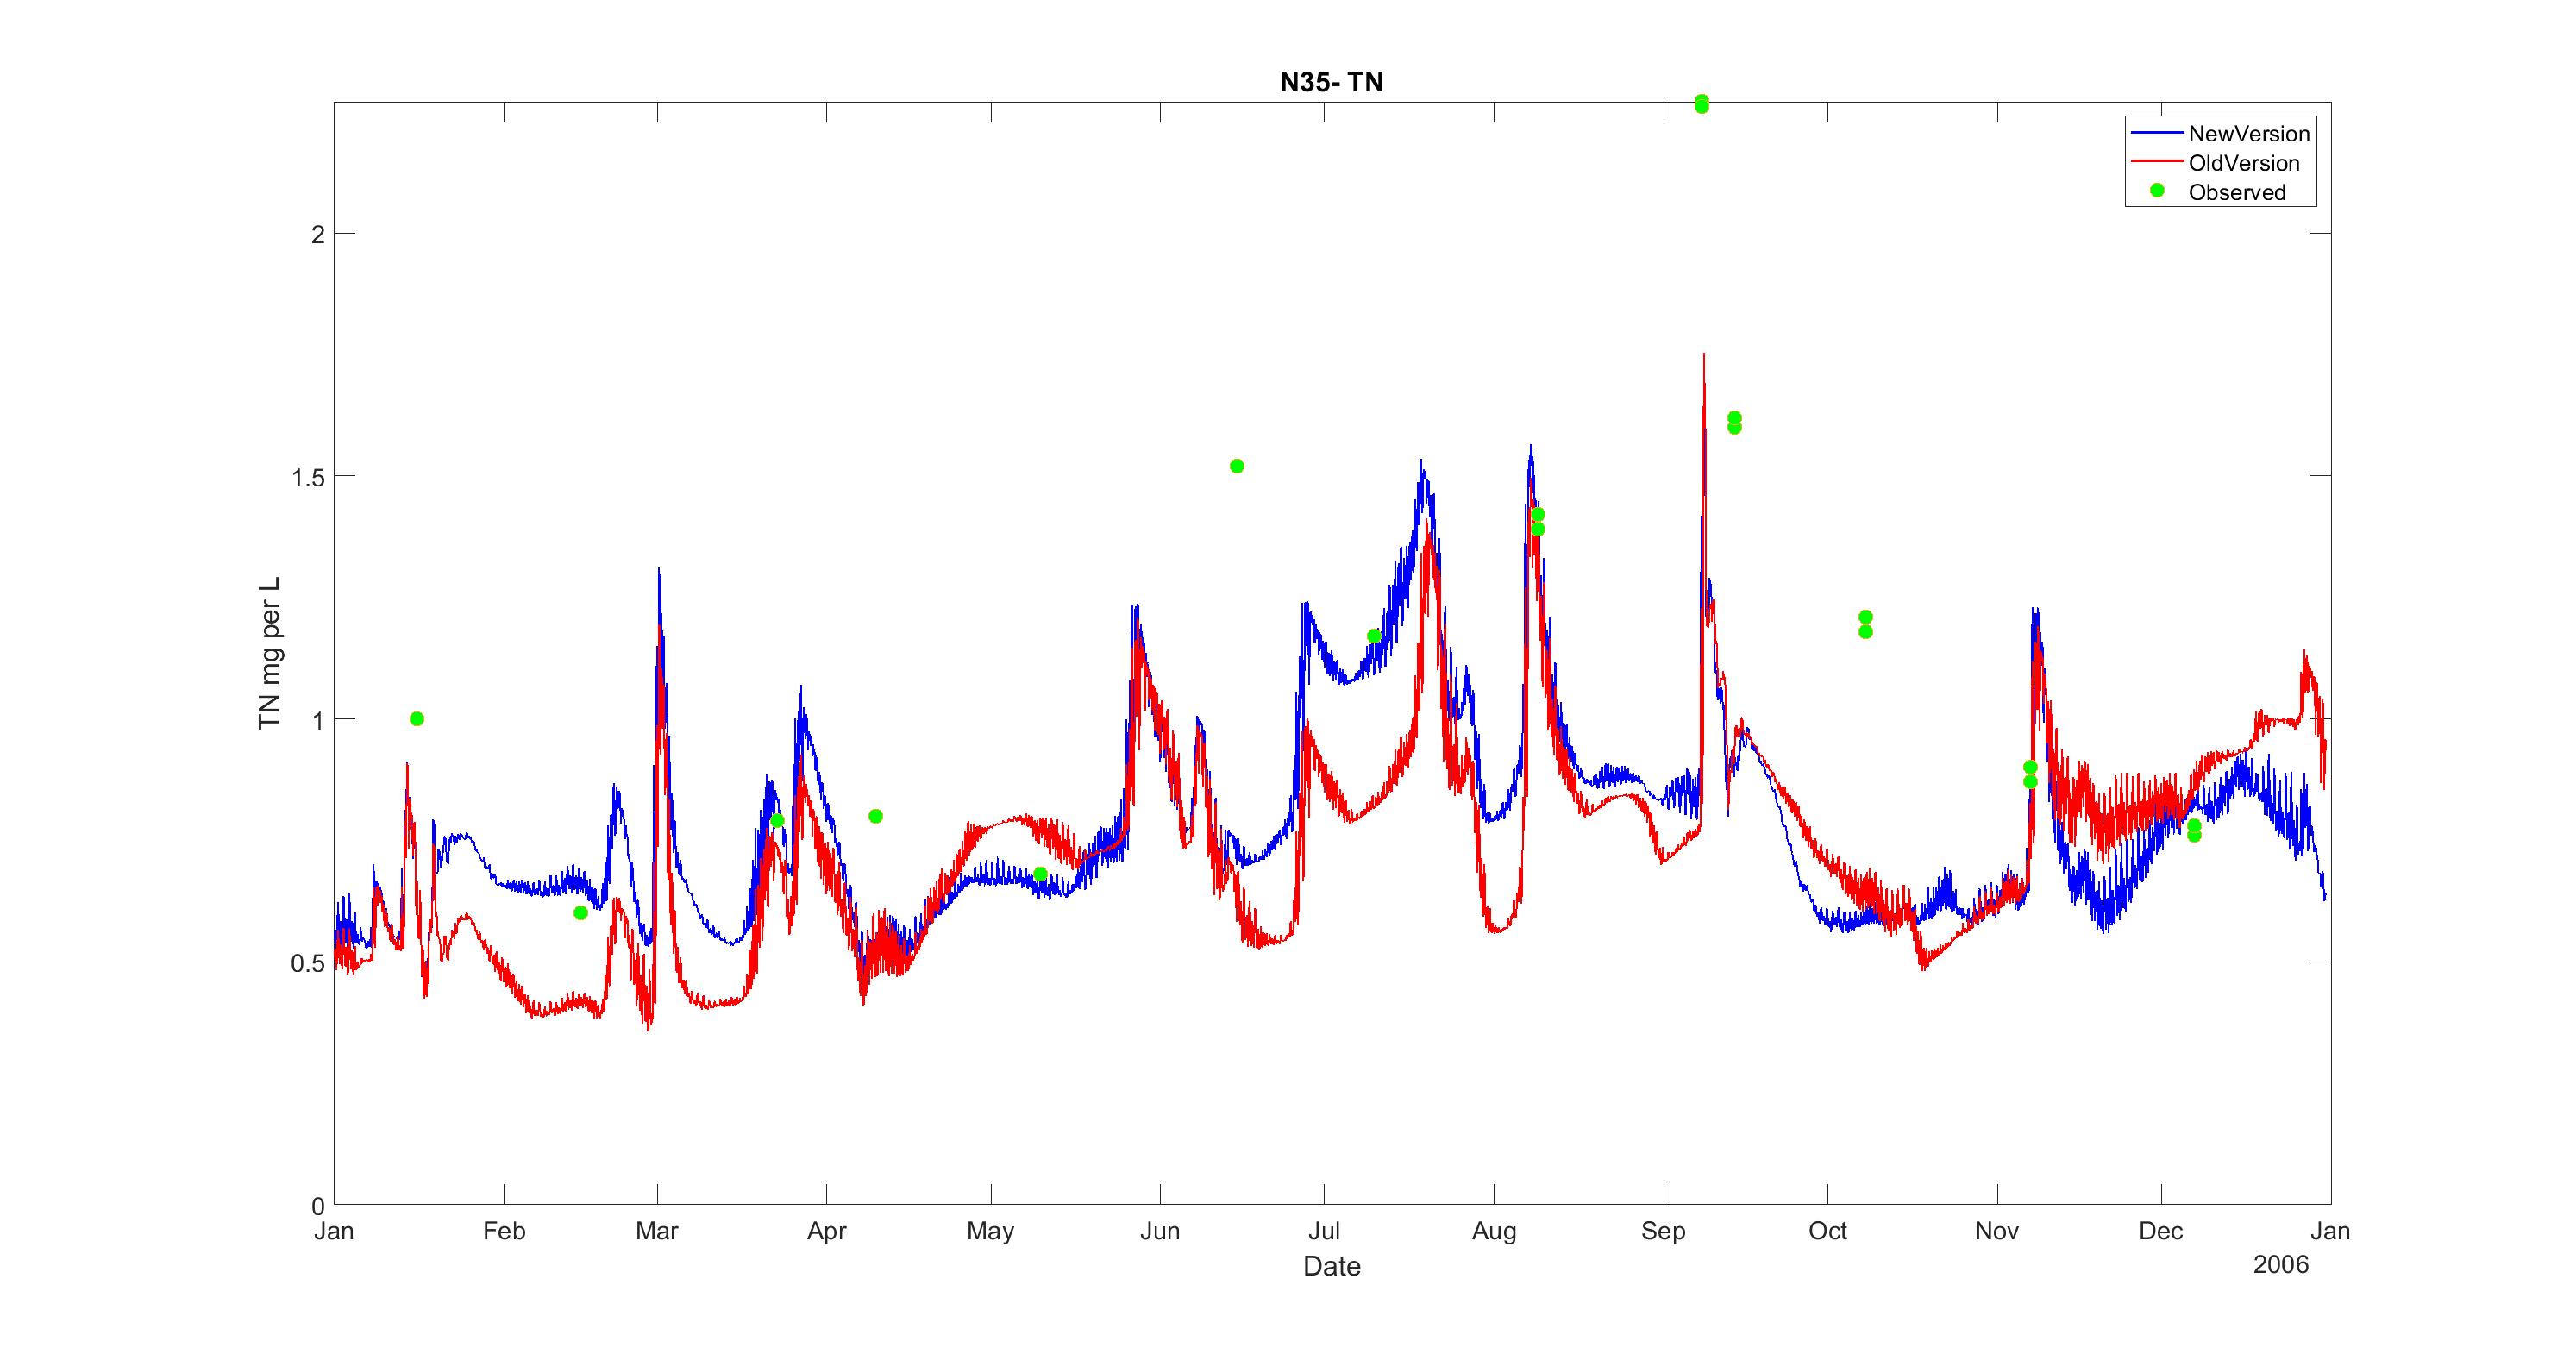 N35- TN
NewVersion
OldVersion
Observed
2
1.5
1
0.5
0
TN mg per L
Jan Feb Mar Apr May Jun Jul Aug Sep Oct Nov Dec Jan
Date
2006